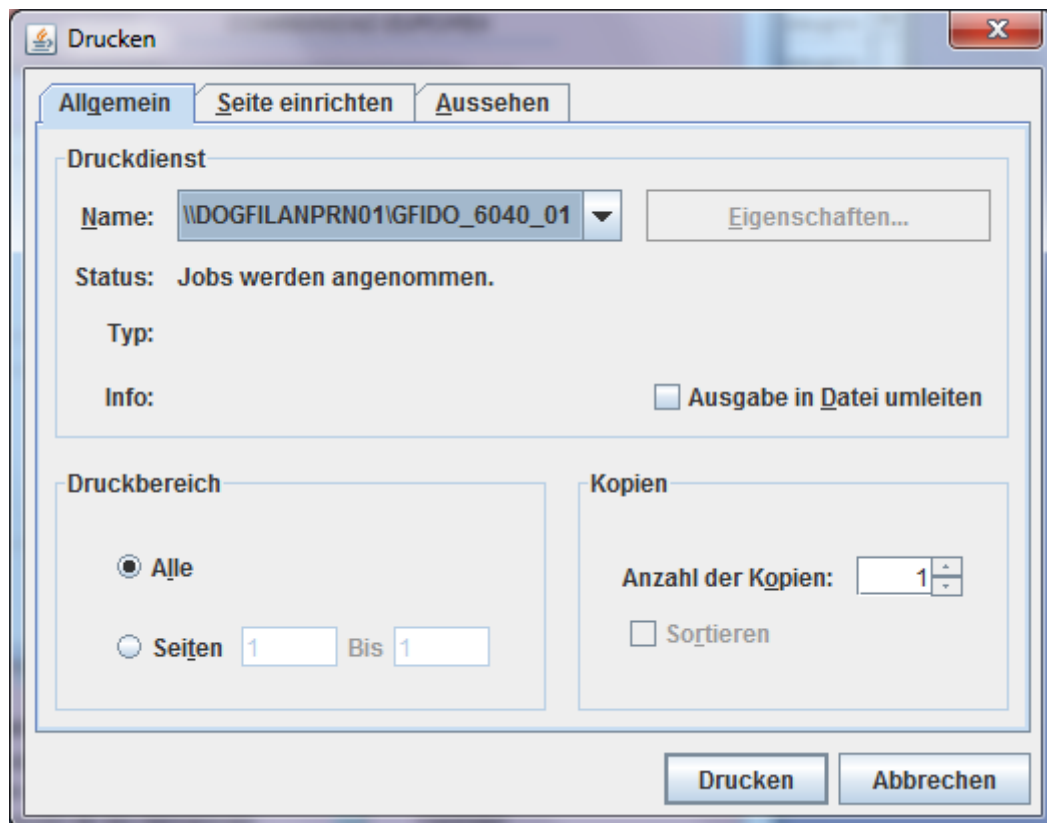 Drucken
Allgemein Seite einrichten Aussehen
Druckdienst
Name: \\DOGFILANPRN01\GFIDO_6040_01 Eigenschaften...
Status: Jobs werden angenommen.
Typ:
Info: Ausgabe in Datei umleiten
Druckbereich Kopien
Alle
Anzahl der Kopien: 1
Seiten 1 Bis 1
Sortieren
Drucken Abbrechen